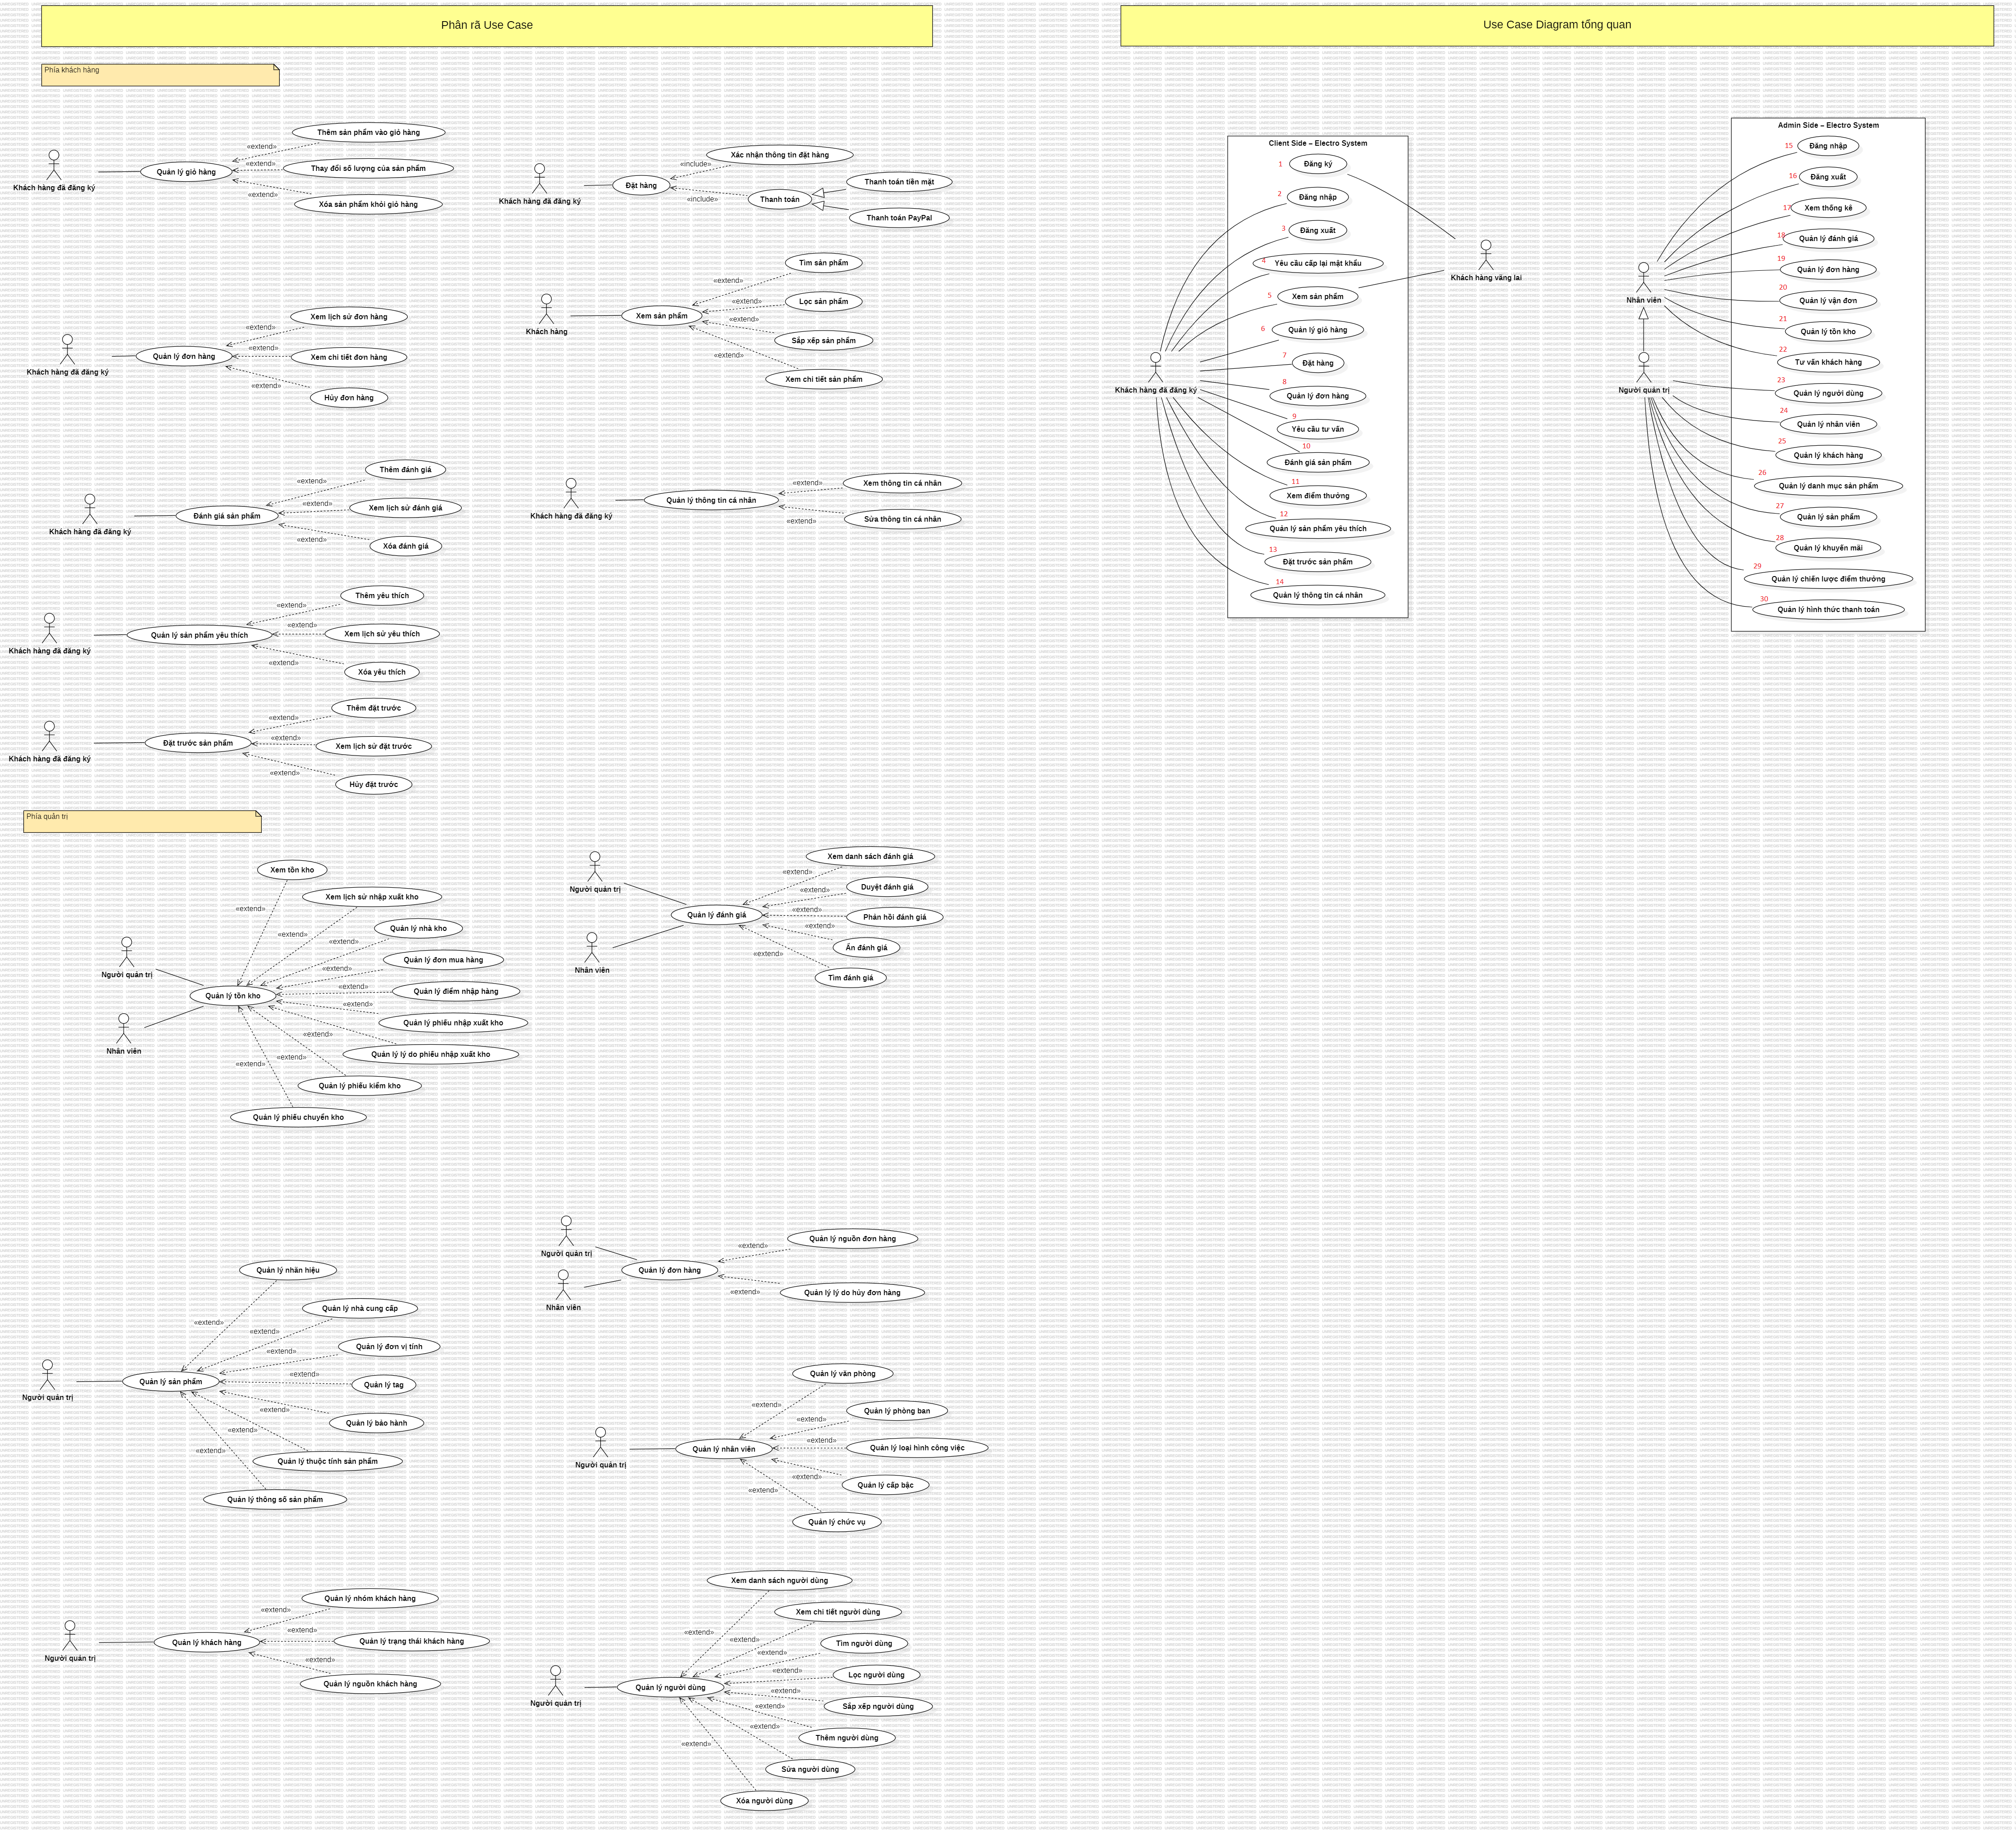 Phân rã Use Case
Use Case Diagram tổng quan
Phía khách hàng
Khách hàng đã đăng ký
Quản lý giỏ hàng
«extend»
«extend»
«extend»
Thêm sản phẩm vào giỏ hàng
Thay đổi số lượng của sản phẩm
Xóa sản phẩm khỏi giỏ hàng
Khách hàng đã đăng ký
Đặt hàng
«include»
«include»
Xác nhận thông tin đặt hàng
Thanh toán
Thanh toán tiền mặt
Thanh toán PayPal
Khách hàng đã đăng ký
Quản lý đơn hàng
«extend»
«extend»
«extend»
Xem lịch sử đơn hàng
Xem chi tiết đơn hàng
Hủy đơn hàng
Khách hàng
Xem sản phẩm
«extend»
«extend»
«extend»
«extend»
Tìm sản phẩm
Lọc sản phẩm
Sắp xếp sản phẩm
Xem chi tiết sản phẩm
Khách hàng đã đăng ký
Đánh giá sản phẩm
«extend»
«extend»
«extend»
Thêm đánh giá
Xem lịch sử đánh giá
Xóa đánh giá
Khách hàng đã đăng ký
Quản lý thông tin cá nhân
«extend»
«extend»
Xem thông tin cá nhân
Sửa thông tin cá nhân
Khách hàng đã đăng ký
Quản lý sản phẩm yêu thích
«extend»
«extend»
«extend»
Thêm yêu thích
Xem lịch sử yêu thích
Xóa yêu thích
Khách hàng đã đăng ký
Đặt trước sản phẩm
«extend»
«extend»
«extend»
Thêm đặt trước
Xem lịch sử đặt trước
Hủy đặt trước
Phía quản trị
Người quản trị
Nhân viên
Quản lý tồn kho
«extend»
«extend»
«extend»
«extend»
«extend»
«extend»
«extend»
«extend»
«extend»
Xem tồn kho
Xem lịch sử nhập xuất kho
Quản lý nhà kho
Quản lý đơn mua hàng
Quản lý điểm nhập hàng
Quản lý phiếu nhập xuất kho
Quản lý lý do phiếu nhập xuất kho
Quản lý phiếu kiểm kho
Quản lý phiếu chuyển kho
Người quản trị
Nhân viên
Quản lý đánh giá
«extend»
«extend»
«extend»
«extend»
«extend»
Xem danh sách đánh giá
Duyệt đánh giá
Phản hồi đánh giá
Ẩn đánh giá
Tìm đánh giá
Người quản trị
Nhân viên
Quản lý đơn hàng
«extend»
«extend»
Quản lý nguồn đơn hàng
Quản lý lý do hủy đơn hàng
Người quản trị
Quản lý sản phẩm
«extend»
«extend»
«extend»
«extend»
«extend»
«extend»
«extend»
Quản lý nhãn hiệu
Quản lý nhà cung cấp
Quản lý đơn vị tính
Quản lý tag
Quản lý bảo hành
Quản lý thuộc tính sản phẩm
Quản lý thông số sản phẩm
Người quản trị
Quản lý nhân viên
«extend»
«extend»
«extend»
«extend»
«extend»
Quản lý văn phòng
Quản lý phòng ban
Quản lý loại hình công việc
Quản lý cấp bậc
Quản lý chức vụ
Người quản trị
Quản lý khách hàng
«extend»
«extend»
«extend»
Quản lý nhóm khách hàng
Quản lý trạng thái khách hàng
Quản lý nguồn khách hàng
Người quản trị
Quản lý người dùng
«extend»
«extend»
«extend»
«extend»
«extend»
«extend»
«extend»
«extend»
Xem danh sách người dùng
Xem chi tiết người dùng
Tìm người dùng
Lọc người dùng
Sắp xếp người dùng
Thêm người dùng
Sửa người dùng
Xóa người dùng
Client Side – Electro System
1
Đăng ký
2
Đăng nhập
3
Đăng xuất
4
Yêu cầu cấp lại mật khẩu
5
Xem sản phẩm
6
Quản lý giỏ hàng
7
Đặt hàng
8
Quản lý đơn hàng
9
Yêu cầu tư vấn
10
Đánh giá sản phẩm
11
Xem điểm thưởng
12
Quản lý sản phẩm yêu thích
13
Đặt trước sản phẩm
14
Quản lý thông tin cá nhân
Khách hàng đã đăng ký
Khách hàng vãng lai
Admin Side – Electro System
15
Đăng nhập
16
Đăng xuất
17
Xem thống kê
18
Quản lý đánh giá
19
Quản lý đơn hàng
20
Quản lý vận đơn
21
Quản lý tồn kho
22
Tư vấn khách hàng
23
Quản lý người dùng
24
Quản lý nhân viên
25
Quản lý khách hàng
26
Quản lý danh mục sản phẩm
27
Quản lý sản phẩm
28
Quản lý khuyến mãi
29
Quản lý chiến lược điểm thưởng
30
Quản lý hình thức thanh toán
Nhân viên
Người quản trị